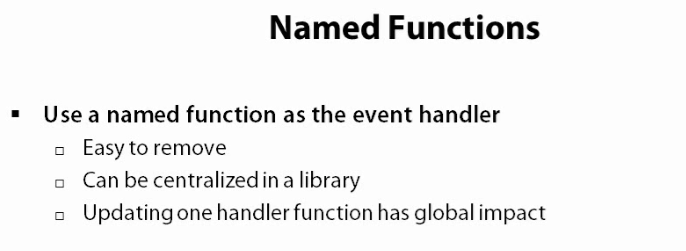 Named Functions
▪ Use a named function as the event handler
▫ Easy to remove
▫ Can be centralized in a library
▫ Updating one handler function has global impact